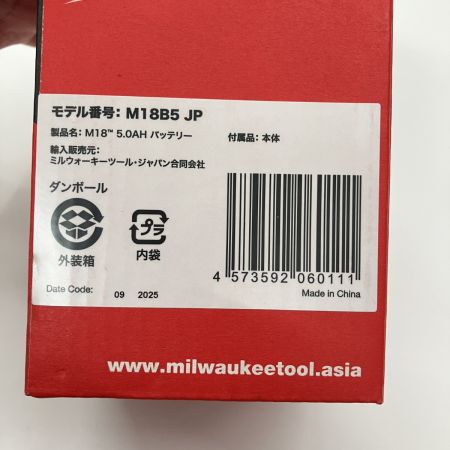 モデル番号: M18B5 JP
製品名: M18™ 5.0AH バッテリー
付属品: 本体
輸入販売元:
ミルウォーキーツール・ジャパン合同会社
ダンボール
外装箱
プラ
内袋
4 573592 060111
Date Code: 09 2025
Made in China
www.milwaukeetool.asia